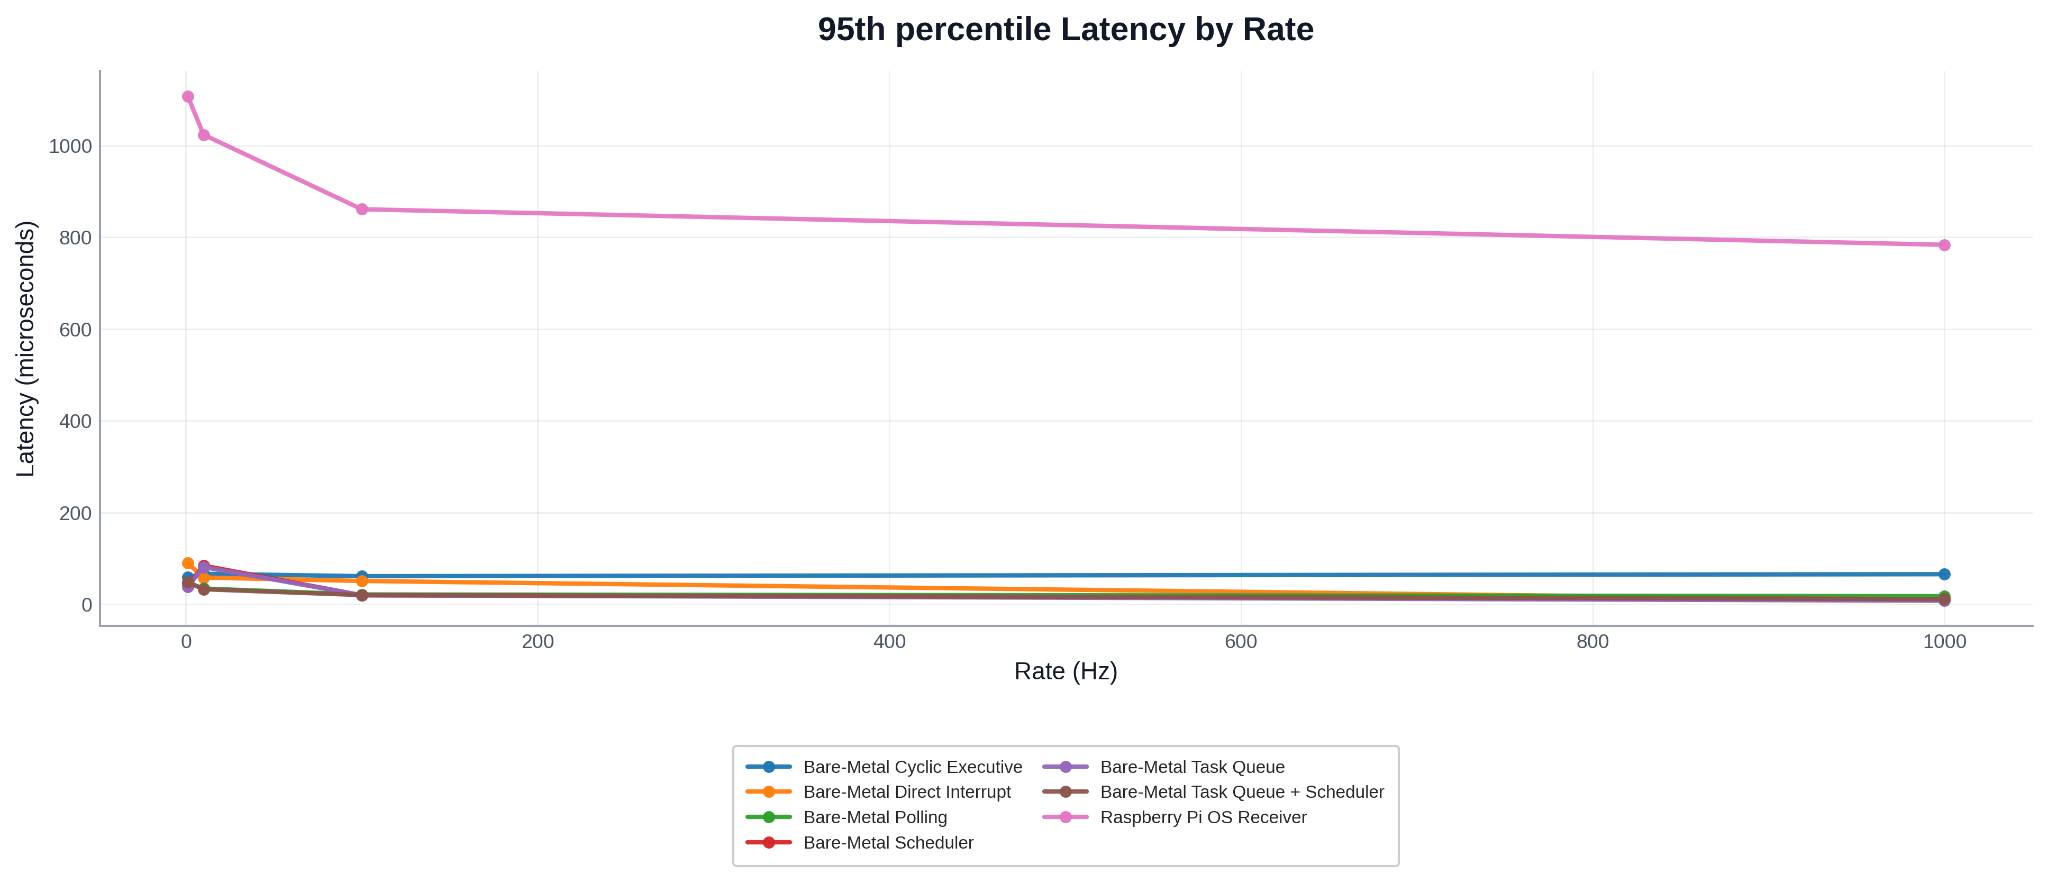 95th percentile Latency by Rate
Latency (microseconds)
1000
800
600
400
200
0
0 200 400 600 800 1000
Rate (Hz)
Bare-Metal Cyclic Executive
Bare-Metal Direct Interrupt
Bare-Metal Polling
Bare-Metal Scheduler
Bare-Metal Task Queue
Bare-Metal Task Queue + Scheduler
Raspberry Pi OS Receiver